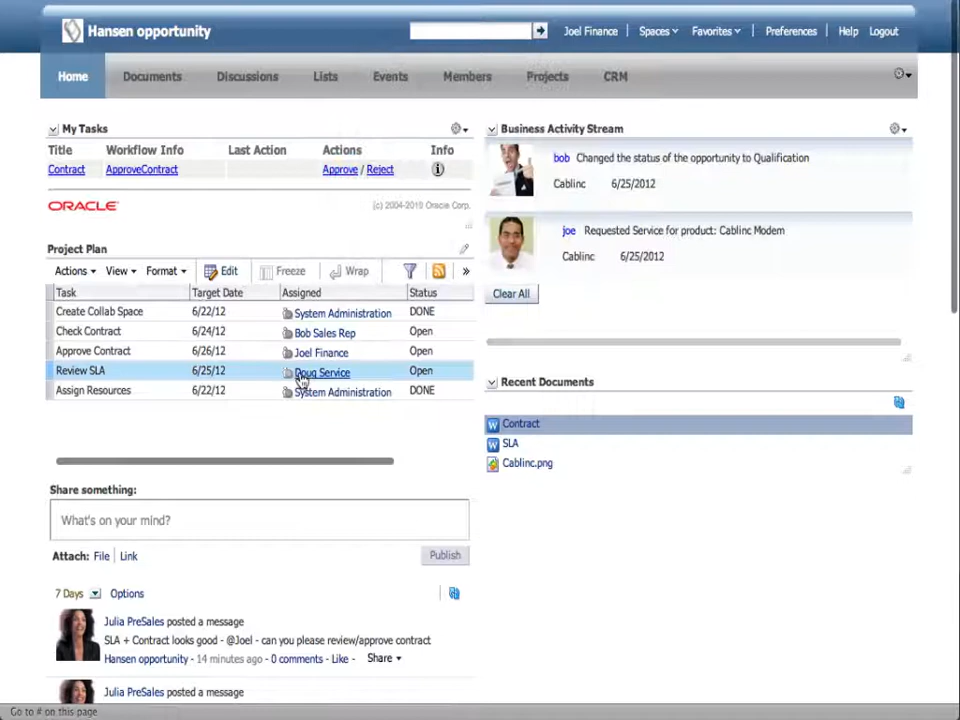 Hansen opportunity
Joel Finance Spaces Favorites Preferences Help Logout
Home Documents Discussions Lists Events Members Projects CRM
My Tasks
Title Workflow Info Last Action Actions Info
Contract ApproveContract Approve / Reject
ORACLE (c) 2004-2010 Oracle Corp.
Project Plan
Actions View Format Edit Freeze Wrap »
Task Target Date Assigned Status
Create Collab Space 6/22/12 System Administration DONE
Check Contract 6/24/12 Bob Sales Rep Open
Approve Contract 6/26/12 Joel Finance Open
Review SLA 6/25/12 Doug Service Open
Assign Resources 6/22/12 System Administration DONE
Share something:
What's on your mind?
Attach: File Link Publish
7 Days Options
Julia PreSales posted a message
SLA + Contract looks good - @Joel - can you please review/approve contract
Hansen opportunity - 14 minutes ago - 0 comments - Like - Share
Julia PreSales posted a message
Business Activity Stream
bob Changed the status of the opportunity to Qualification
Cablinc 6/25/2012
joe Requested Service for product: Cablinc Modem
Cablinc 6/25/2012
Clear All
Recent Documents
Contract
SLA
Cablinc.png
Go to # on this page